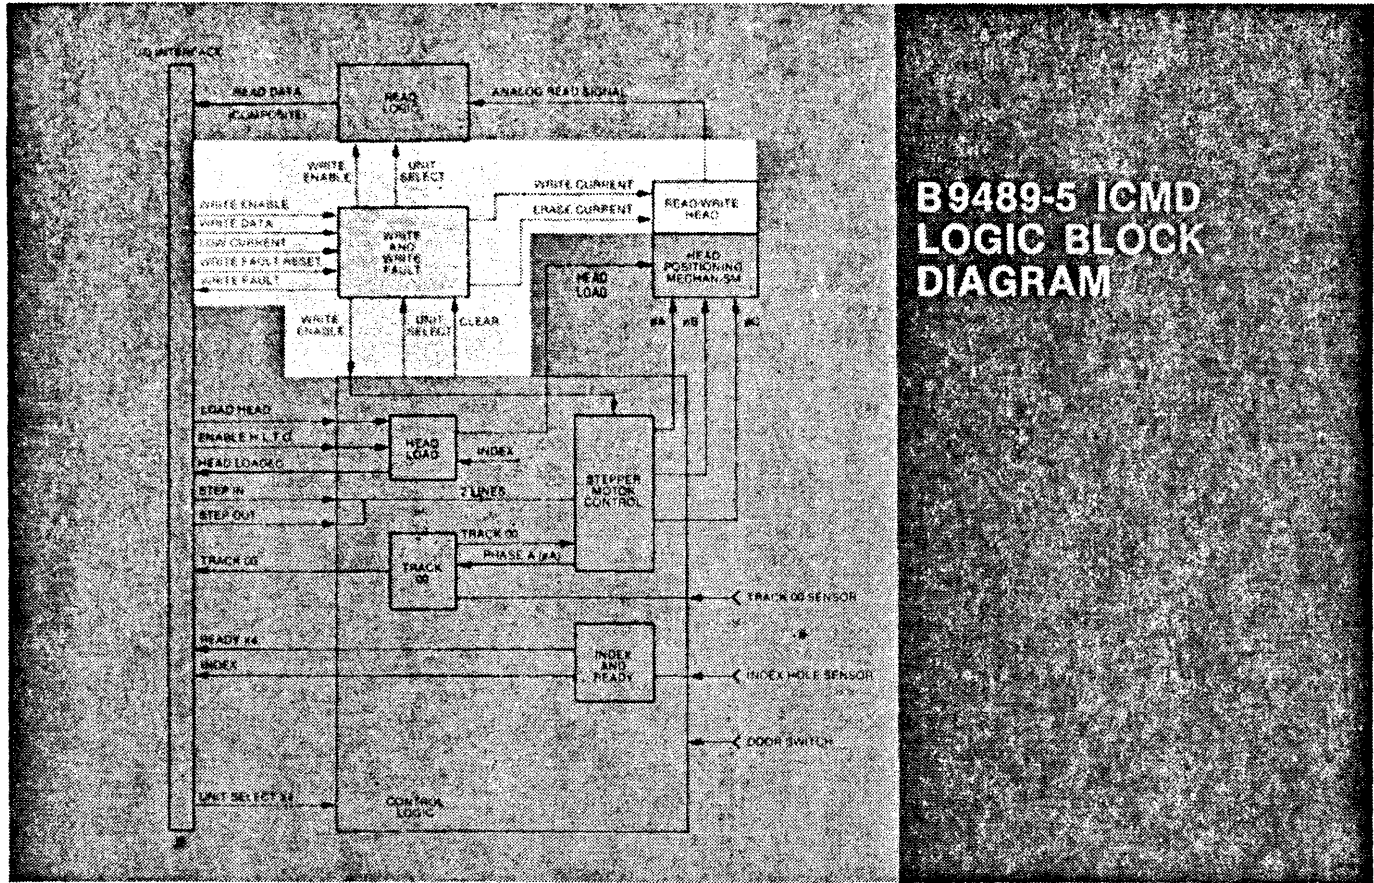 I/O INTERFACE
READ DATA
(COMPOSITE)
LOGIC
ANALOG READ SIGNAL
WRITE
ENABLE
UNIT
SELECT
WRITE CURRENT
ERASE CURRENT
READ-WRITE
HEAD
WRITE ENABLE
WRITE DATA
LOW CURRENT
WRITE FAULT RESET
WRITE FAULT
WRITE
AND
WRITE
FAULT
HEAD
POSITIONING
MECHANISM
HEAD
LOAD
WRITE
ENABLE
UNIT
SELECT
CLEAR
øA
øB
øC
LOAD HEAD
ENABLE H.L.T.O.
HEAD LOADED
HEAD
LOAD
INDEX
STEP IN
2 LINES
STEP OUT
STEPPER
MOTOR
CONTROL
TRACK 00
PHASE A (øA)
TRACK 00
TRACK
00
TRACK 00 SENSOR
READY X4
INDEX
INDEX
AND
READY
INDEX HOLE SENSOR
DOOR SWITCH
UNIT SELECT X4
CONTROL
LOGIC
B9489-5 ICMD
LOGIC BLOCK
DIAGRAM